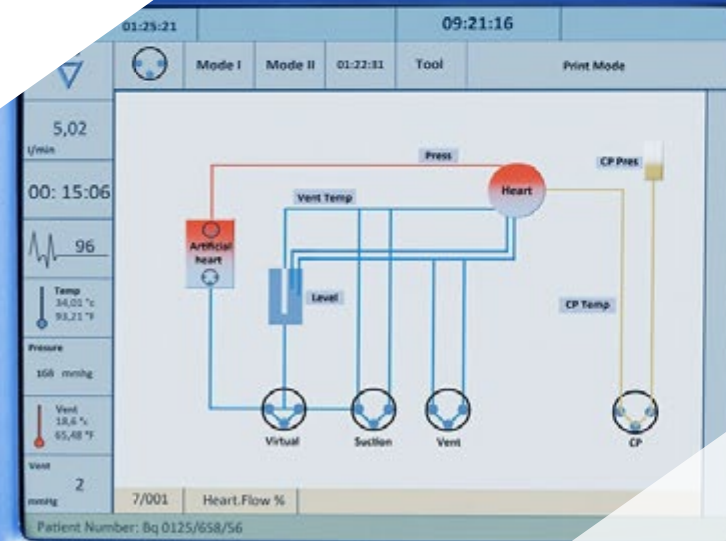 01:25:21
09:21:16
Mode I
Mode II
01:22:31
Tool
Print Mode
5,02
l/min
00: 15:06
96
Temp
34,01 °c
93,21 °F
Presure
168 mmhg
Vent
18,6 °c
65,48 °F
Vent
2
mmHg
Press
CP Pres
Heart
Vent Temp
Artificial
heart
Level
CP Temp
Virtual
Suction
Vent
CP
7/001
Heart.Flow %
Patient Number: Bq 0125/658/56